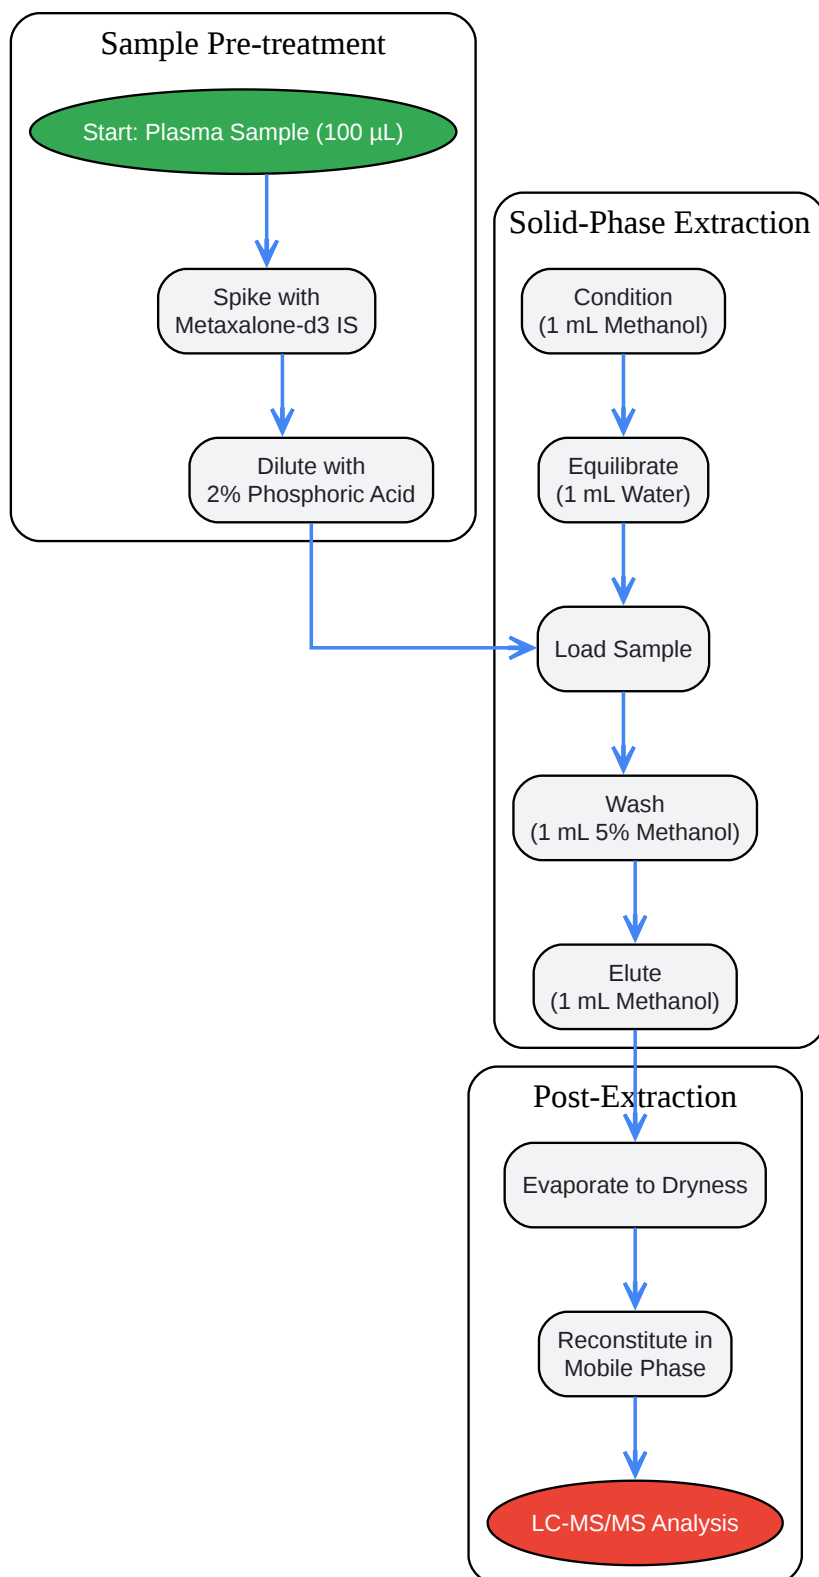 Sample Pre-treatment
Start: Plasma Sample (100 µL)
Spike with
Metaxalone-d3 IS
Dilute with
2% Phosphoric Acid
Solid-Phase Extraction
Condition
(1 mL Methanol)
Equilibrate
(1 mL Water)
Load Sample
Wash
(1 mL 5% Methanol)
Elute
(1 mL Methanol)
Post-Extraction
Evaporate to Dryness
Reconstitute in
Mobile Phase
LC-MS/MS Analysis